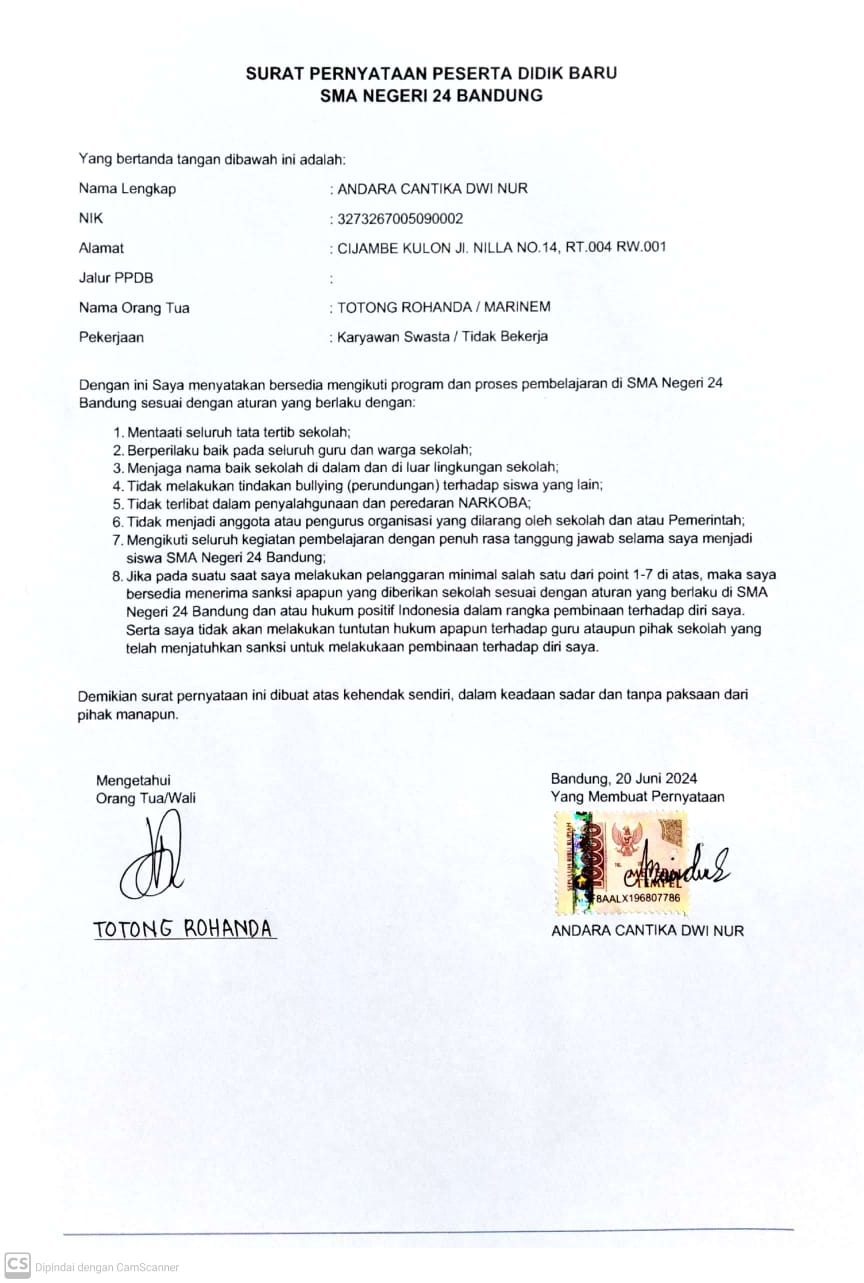 SURAT PERNYATAAN PESERTA DIDIK BARU
SMA NEGERI 24 BANDUNG
Yang bertanda tangan dibawah ini adalah:
Nama Lengkap : ANDARA CANTIKA DWI NUR
NIK : 3273267005090002
Alamat : CIJAMBE KULON Jl. NILLA NO.14, RT.004 RW.001
Jalur PPDB :
Nama Orang Tua : TOTONG ROHANDA / MARINEM
Pekerjaan : Karyawan Swasta / Tidak Bekerja
Dengan ini Saya menyatakan bersedia mengikuti program dan proses pembelajaran di SMA Negeri 24
Bandung sesuai dengan aturan yang berlaku dengan:
1. Mentaati seluruh tata tertib sekolah;
2. Berperilaku baik pada seluruh guru dan warga sekolah;
3. Menjaga nama baik sekolah di dalam dan di luar lingkungan sekolah;
4. Tidak melakukan tindakan bullying (perundungan) terhadap siswa yang lain;
5. Tidak terlibat dalam penyalahgunaan dan peredaran NARKOBA;
6. Tidak menjadi anggota atau pengurus organisasi yang dilarang oleh sekolah dan atau Pemerintah;
7. Mengikuti seluruh kegiatan pembelajaran dengan penuh rasa tanggung jawab selama saya menjadi
siswa SMA Negeri 24 Bandung;
8. Jika pada suatu saat saya melakukan pelanggaran minimal salah satu dari point 1-7 di atas, maka saya
bersedia menerima sanksi apapun yang diberikan sekolah sesuai dengan aturan yang berlaku di SMA
Negeri 24 Bandung dan atau hukum positif Indonesia dalam rangka pembinaan terhadap diri saya.
Serta saya tidak akan melakukan tuntutan hukum apapun terhadap guru ataupun pihak sekolah yang
telah menjatuhkan sanksi untuk melakukaan pembinaan terhadap diri saya.
Demikian surat pernyataan ini dibuat atas kehendak sendiri, dalam keadaan sadar dan tanpa paksaan dari
pihak manapun.
Mengetahui
Orang Tua/Wali
TOTONG ROHANDA
Bandung, 20 Juni 2024
Yang Membuat Pernyataan
SEPULUH RIBU RUPIAH
10000
TEMPEL
F8AALX196807786
ANDARA CANTIKA DWI NUR
CS Dipindai dengan CamScanner